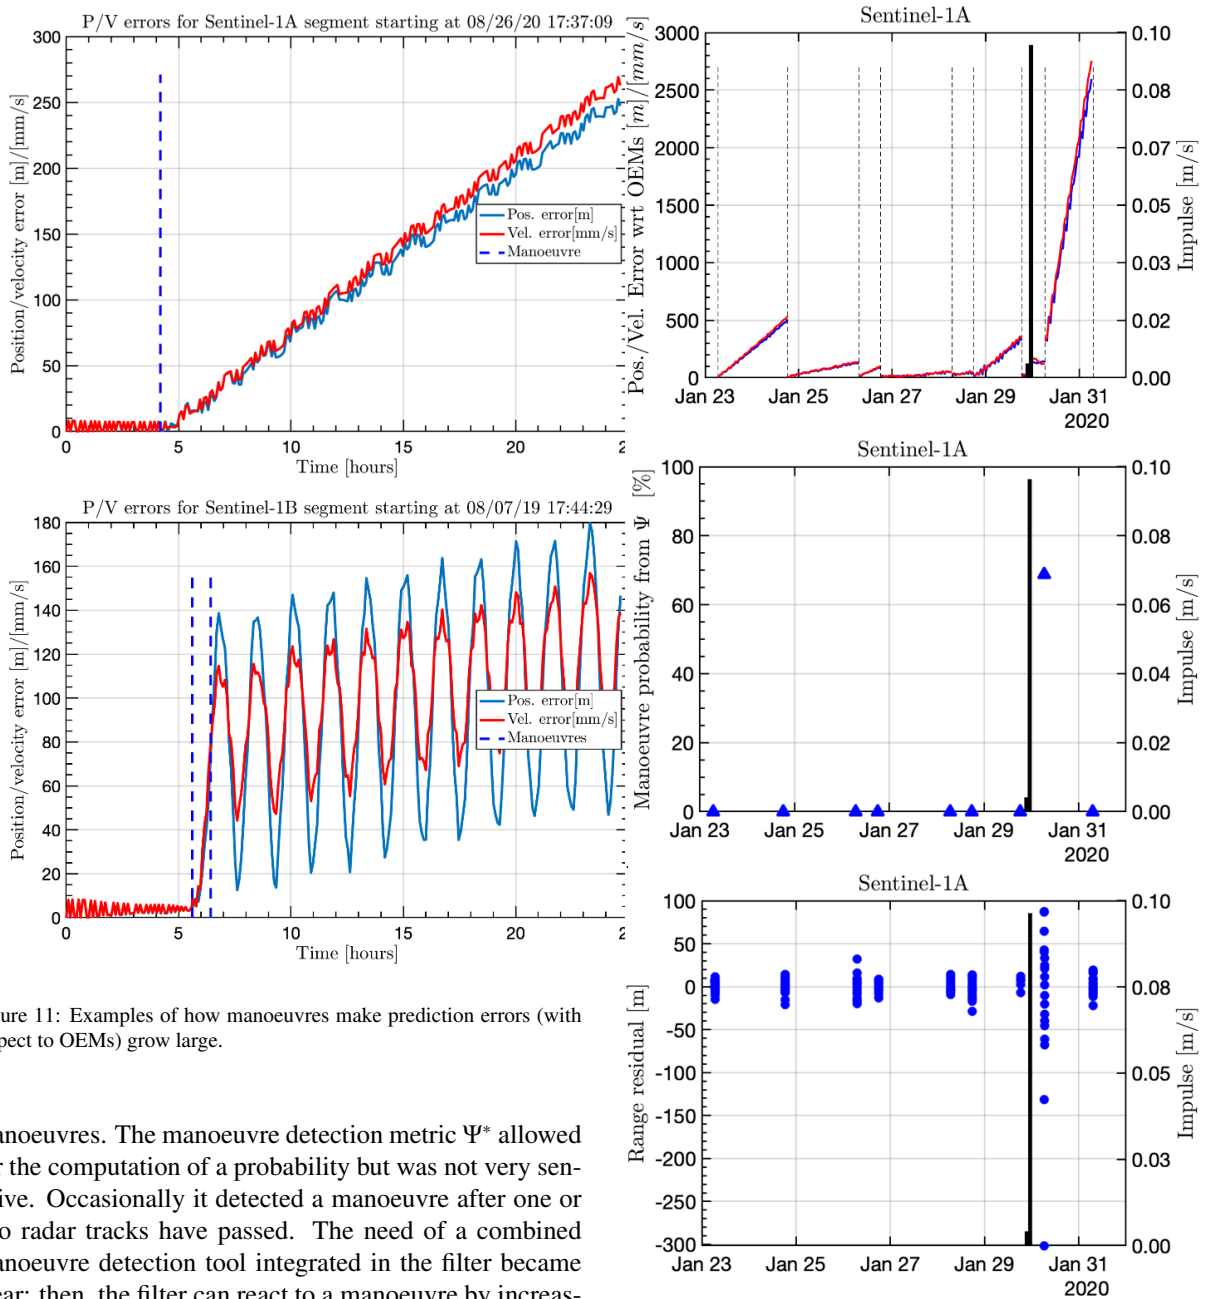 P/V errors for Sentinel-1A segment starting at 08/26/20 17:37:09
300
250
200
150
100
50
0
Position/velocity error [m]/[mm/s]
Pos. error[m]
Vel. error[mm/s]
Manoeuvre
0 5 10 15 20 2
Time [hours]
P/V errors for Sentinel-1B segment starting at 08/07/19 17:44:29
180
160
140
120
100
80
60
40
20
0
Position/velocity error [m]/[mm/s]
Pos. error[m]
Vel. error[mm/s]
Manoeuvres
0 5 10 15 20 2
Time [hours]
ure 11: Examples of how manoeuvres make prediction errors (with
pect to OEMs) grow large.
anoeuvres. The manoeuvre detection metric Ψ* allowed
r the computation of a probability but was not very sen-
ive. Occasionally it detected a manoeuvre after one or
o radar tracks have passed. The need of a combined
anoeuvre detection tool integrated in the filter became
ear: then, the filter can react to a manoeuvre by increas-
Sentinel-1A
3000
2500
2000
1500
1000
500
0
Pos./Vel. Error wrt OEMs [m]/[mm/s]
0.10
0.08
0.07
0.05
0.03
0.02
0.00
Impulse [m/s]
Jan 23 Jan 25 Jan 27 Jan 29 Jan 31
2020
Sentinel-1A
100
80
60
40
20
0
Manoeuvre probability from Ψ [%]
0.10
0.08
0.06
0.04
0.02
0.00
Impulse [m/s]
Jan 23 Jan 25 Jan 27 Jan 29 Jan 31
2020
Sentinel-1A
100
50
0
-50
-100
-150
-200
-250
-300
Range residual [m]
0.10
0.08
0.05
0.03
0.00
Impulse [m/s]
Jan 23 Jan 25 Jan 27 Jan 29 Jan 31
2020